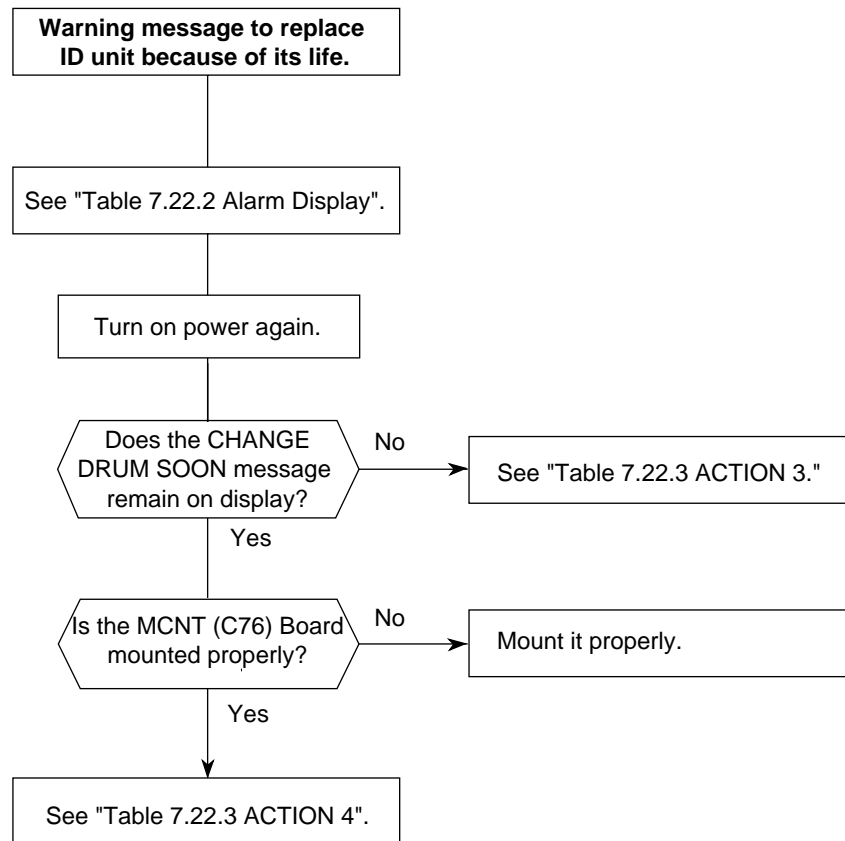 Warning message to replace
ID unit because of its life.
See "Table 7.22.2 Alarm Display".
Turn on power again.
Does the CHANGE
DRUM SOON message
remain on display?
No
See "Table 7.22.3 ACTION 3."
Yes
Is the MCNT (C76) Board
mounted properly?
No
Mount it properly.
Yes
See "Table 7.22.3 ACTION 4".